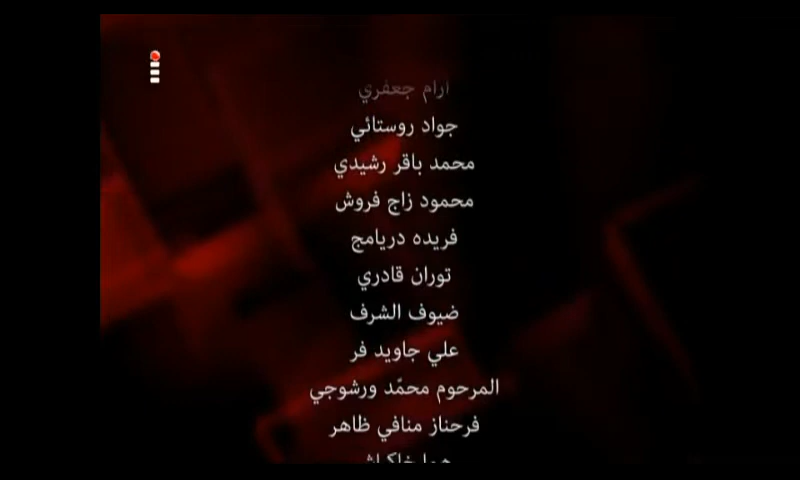 ارام جعفري
جواد روستائي
محمد باقر رشيدي
محمود زاج فروش
فريده دريامج
توران قادري
ضيوف الشرف
علي جاويد فر
المرحوم محمّد ورشوجي
فرحناز منافي ظاهر